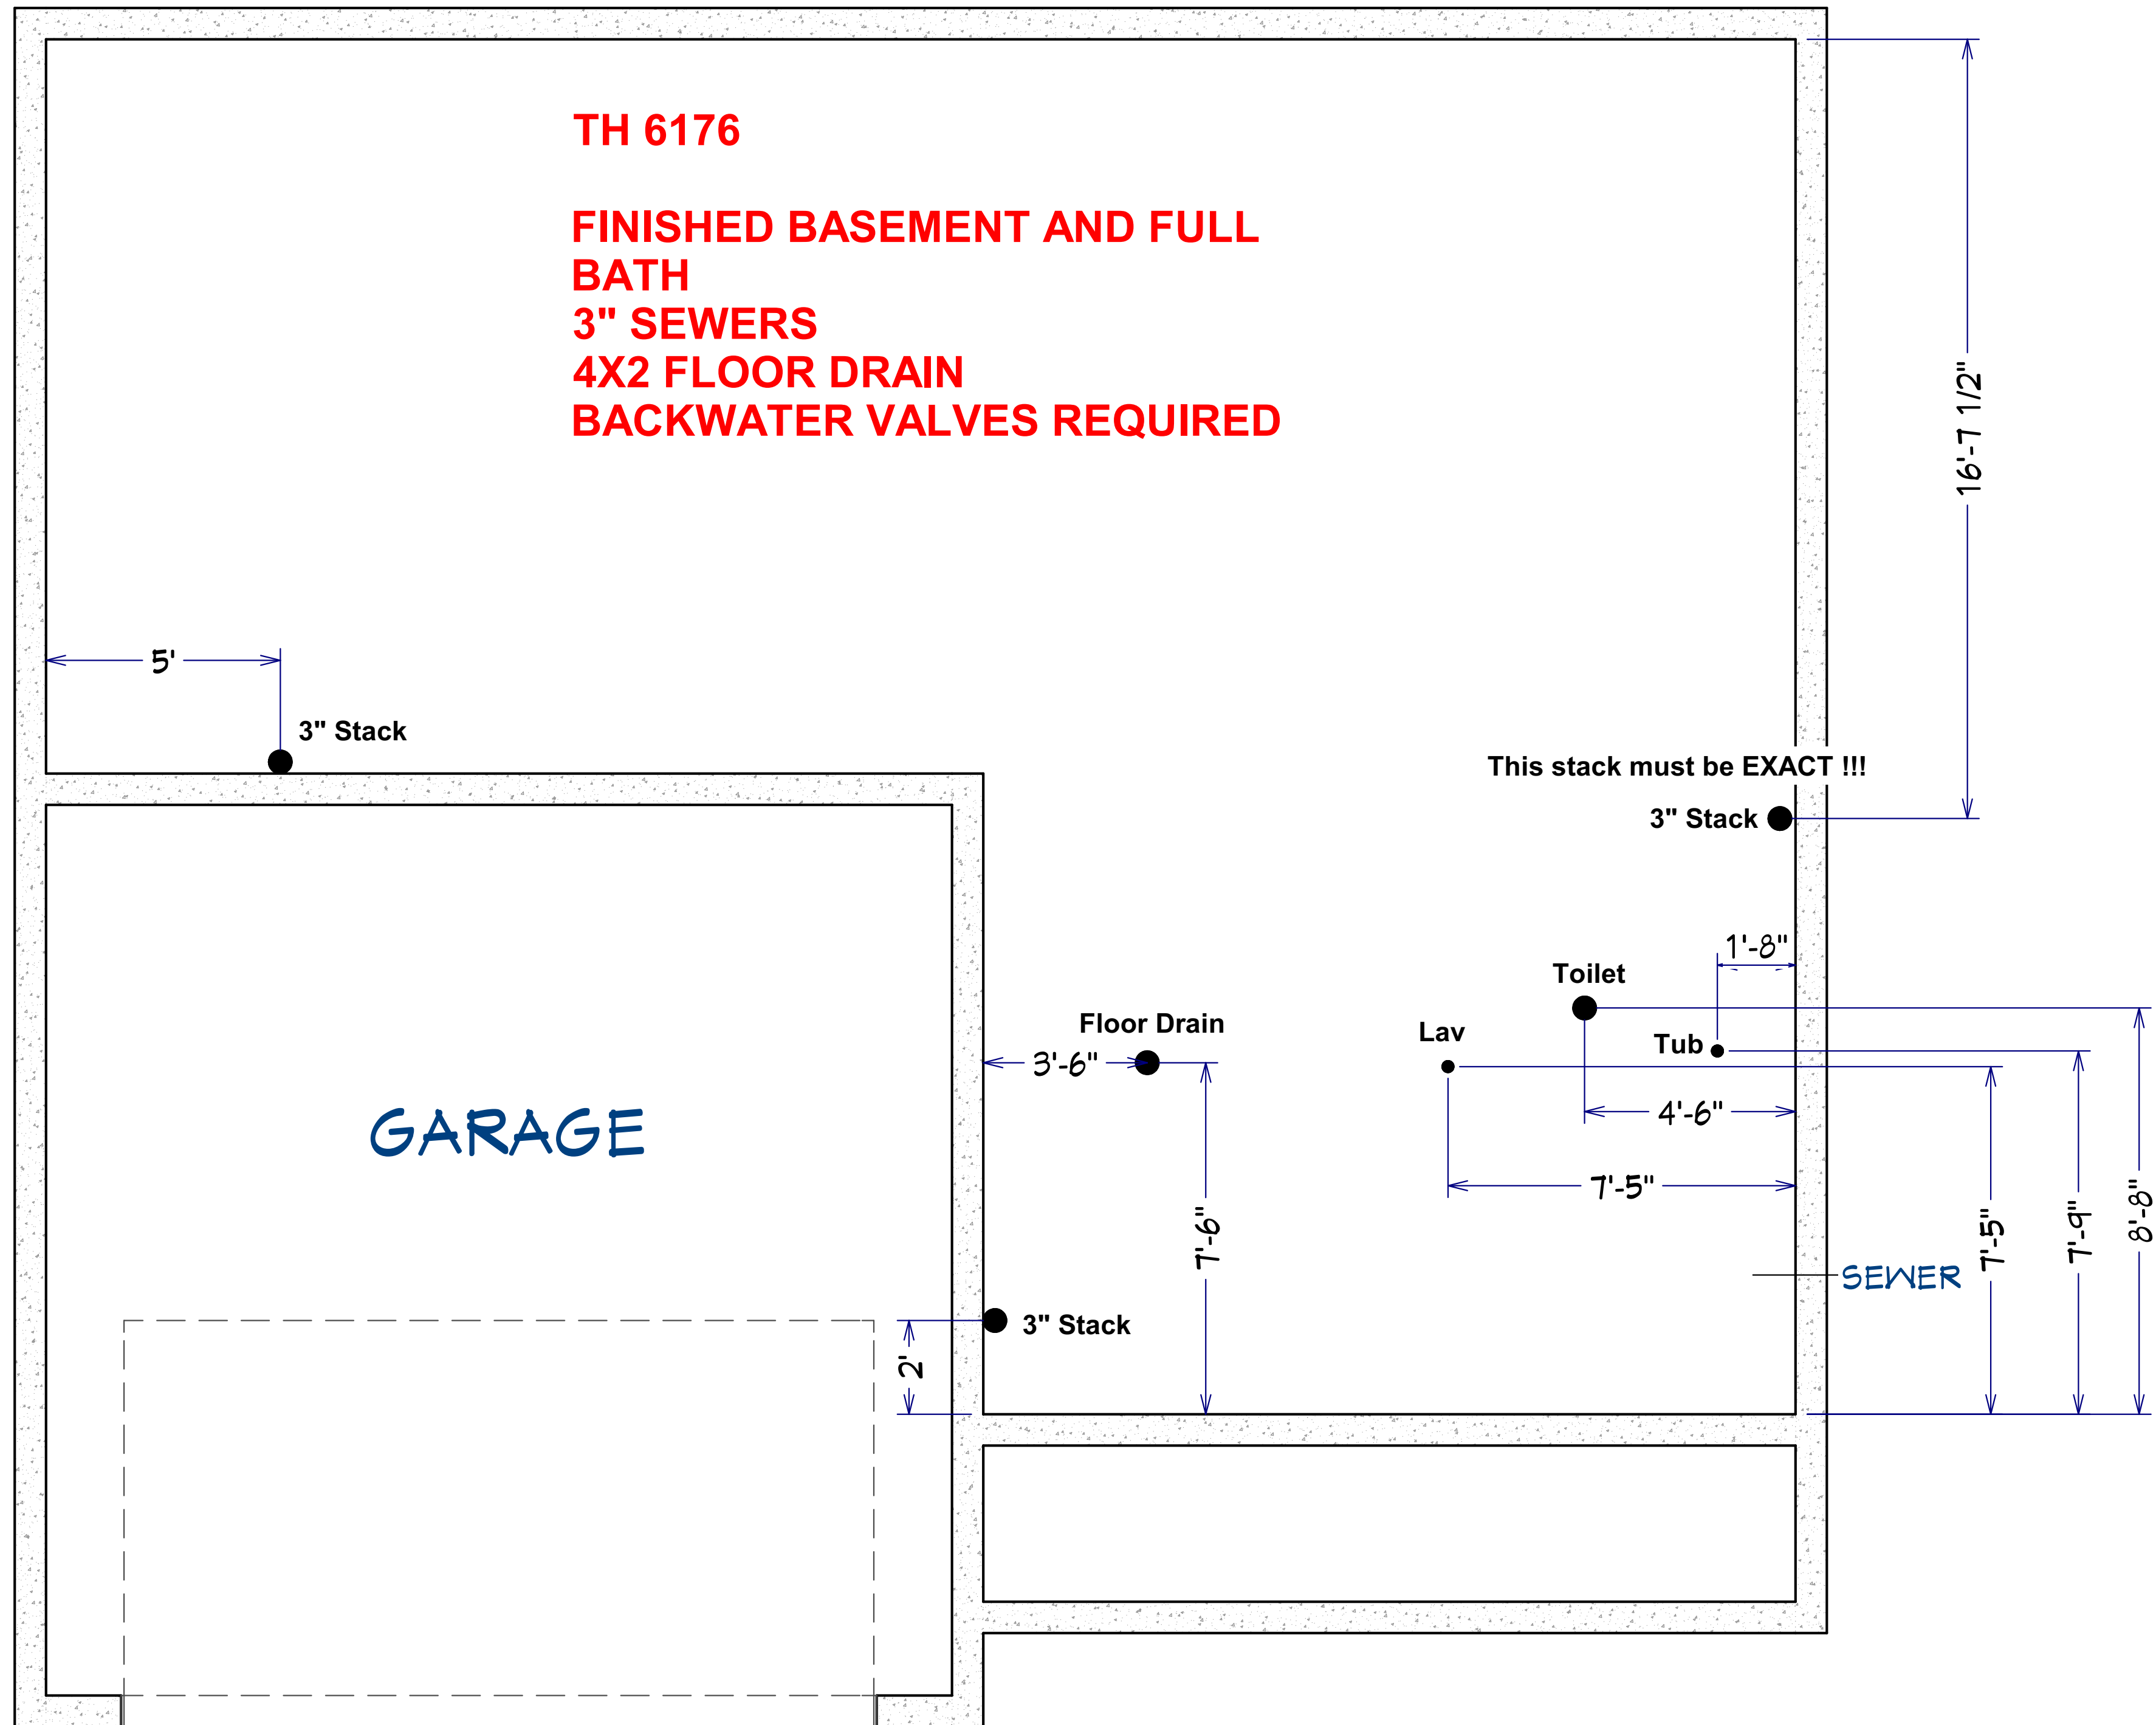 TH 6176
FINISHED BASEMENT AND FULL
BATH
3" SEWERS
4X2 FLOOR DRAIN
BACKWATER VALVES REQUIRED
16'-7 1/2"
5'
3" Stack
This stack must be EXACT !!!
3" Stack
1'-8"
Toilet
Floor Drain
Lav
Tub
3'-6"
4'-6"
GARAGE
7'-5"
7'-6"
7'-5"
7'-9"
8'-8"
SEWER
3" Stack
2'